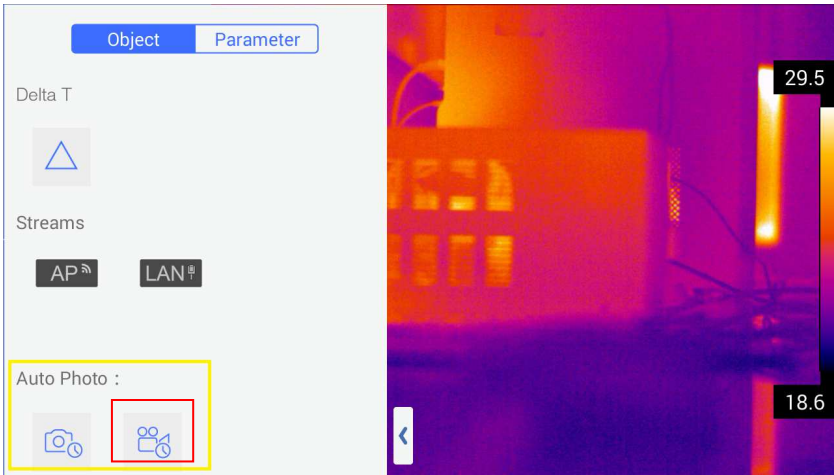 Object Parameter
Delta T
Streams
AP LAN
Auto Photo :
29.5
18.6